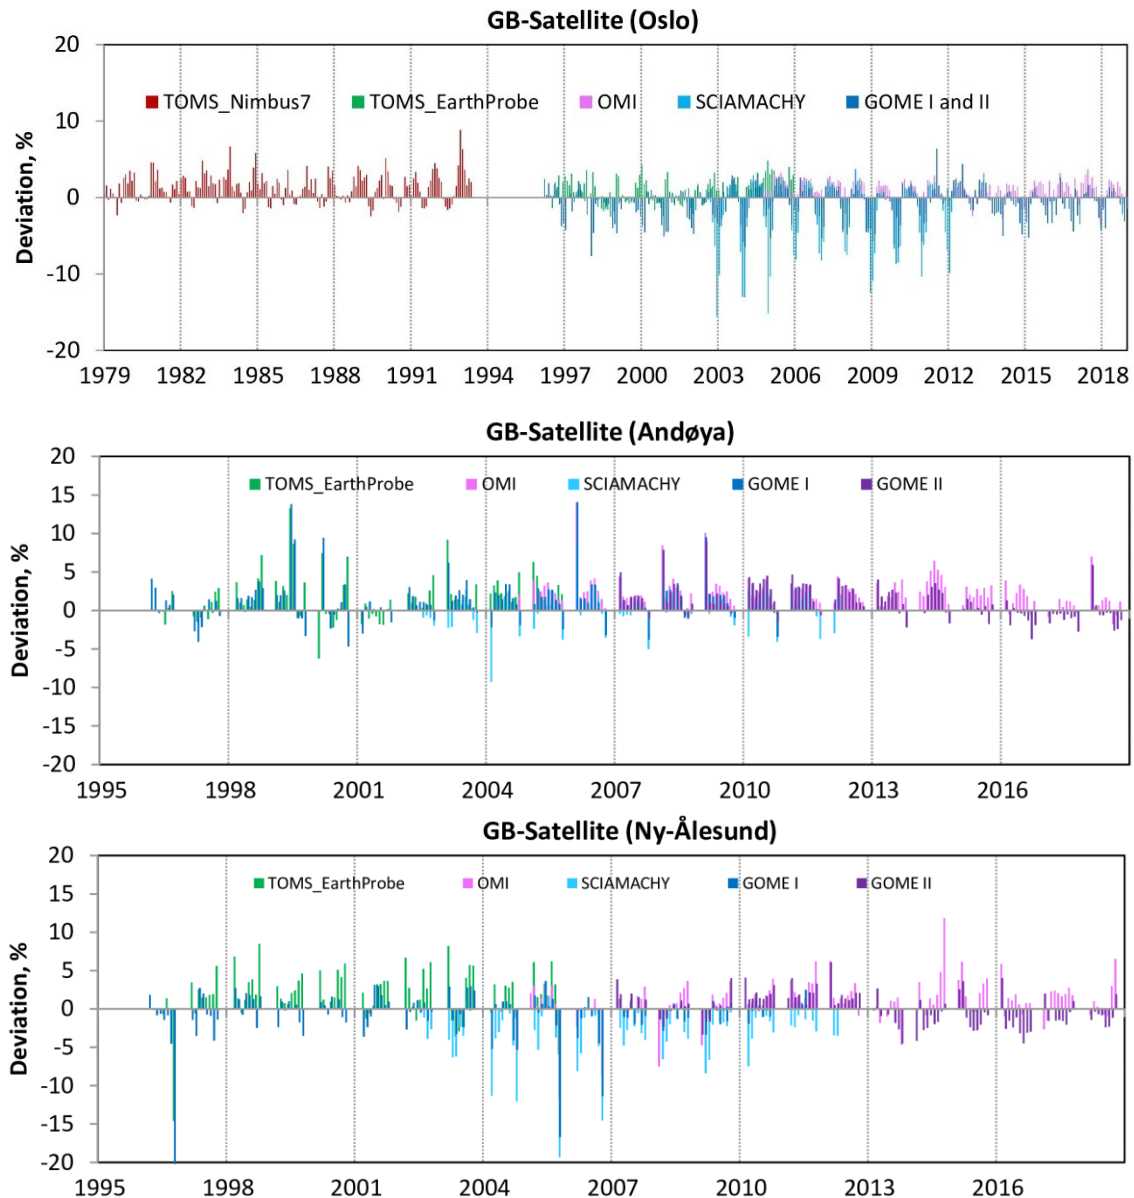 GB-Satellite (Oslo)
20
TOMS_Nimbus7 TOMS_EarthProbe OMI SCIAMACHY GOME I and II
10
0
-10
-20
Deviation, %
1979 1982 1985 1988 1991 1994 1997 2000 2003 2006 2009 2012 2015 2018
GB-Satellite (Andøya)
20
TOMS_EarthProbe OMI SCIAMACHY GOME I GOME II
15
10
5
0
-5
-10
-15
-20
Deviation, %
1995 1998 2001 2004 2007 2010 2013 2016
GB-Satellite (Ny-Ålesund)
20
TOMS_EarthProbe OMI SCIAMACHY GOME I GOME II
15
10
5
0
-5
-10
-15
-20
Deviation, %
1995 1998 2001 2004 2007 2010 2013 2016